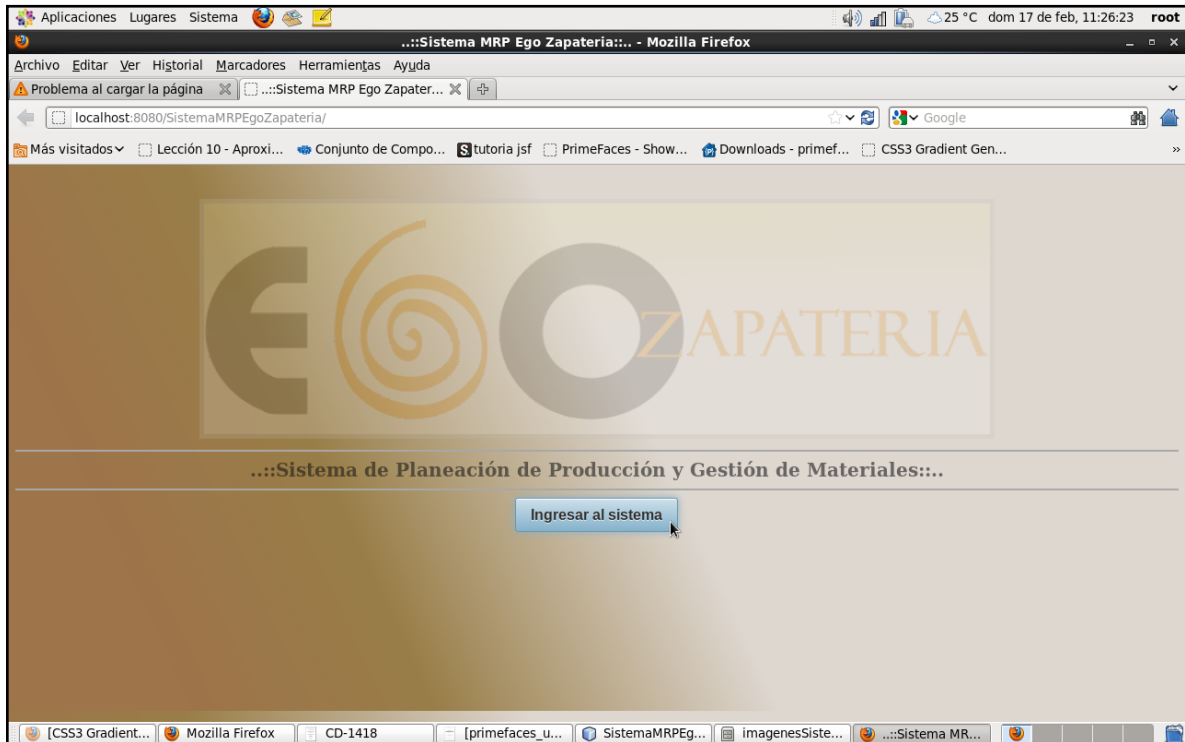 Aplicaciones Lugares Sistema 25 °C dom 17 de feb, 11:26:23 root
..::Sistema MRP Ego Zapateria::.. - Mozilla Firefox
Archivo Editar Ver Historial Marcadores Herramientas Ayuda
Problema al cargar la página ..::Sistema MRP Ego Zapater...
localhost:8080/SistemaMRPEgoZapateria/ Google
Más visitados Lección 10 - Aproxi... Conjunto de Compo... tutoria jsf PrimeFaces - Show... Downloads - primef... CSS3 Gradient Gen... »
EGO ZAPATERIA
..::Sistema de Planeación de Producción y Gestión de Materiales::..
Ingresar al sistema
[CSS3 Gradient... Mozilla Firefox CD-1418 [primefaces_u... SistemaMRPEg... imagenesSiste... ..::Sistema MR...